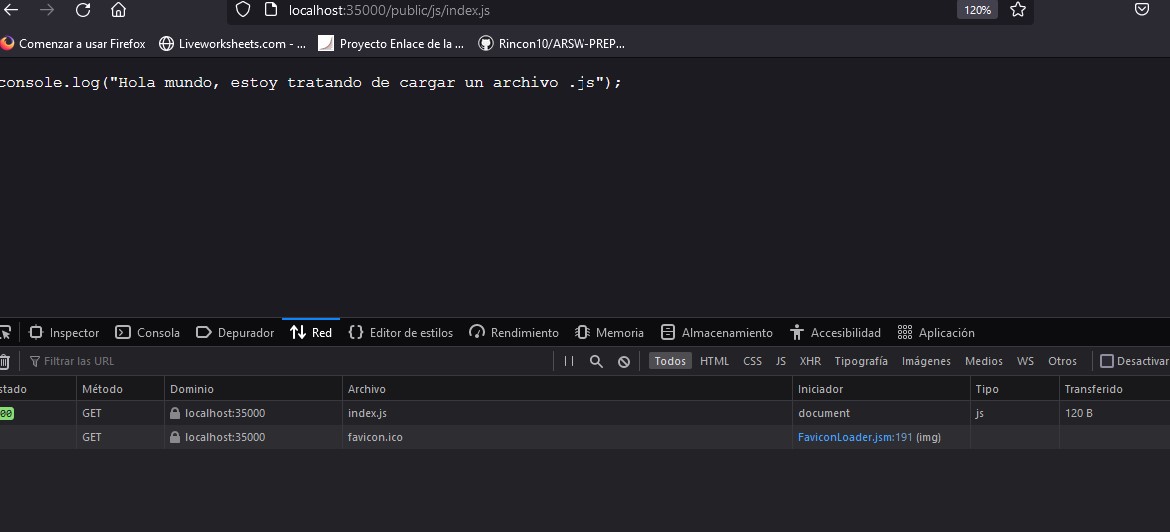 localhost:35000/public/js/index.js 120%
Comenzar a usar Firefox Liveworksheets.com - ... Proyecto Enlace de la ... Rincon10/ARSW-PREP...
console.log("Hola mundo, estoy tratando de cargar un archivo .js");
Inspector Consola Depurador Red Editor de estilos Rendimiento Memoria Almacenamiento Accesibilidad Aplicación
Filtrar las URL Todos HTML CSS JS XHR Tipografía Imágenes Medios WS Otros Desactivar
stado Método Dominio Archivo Iniciador Tipo Transferido
00 GET localhost:35000 index.js document js 120 B
GET localhost:35000 favicon.ico FaviconLoader.jsm:191 (img)